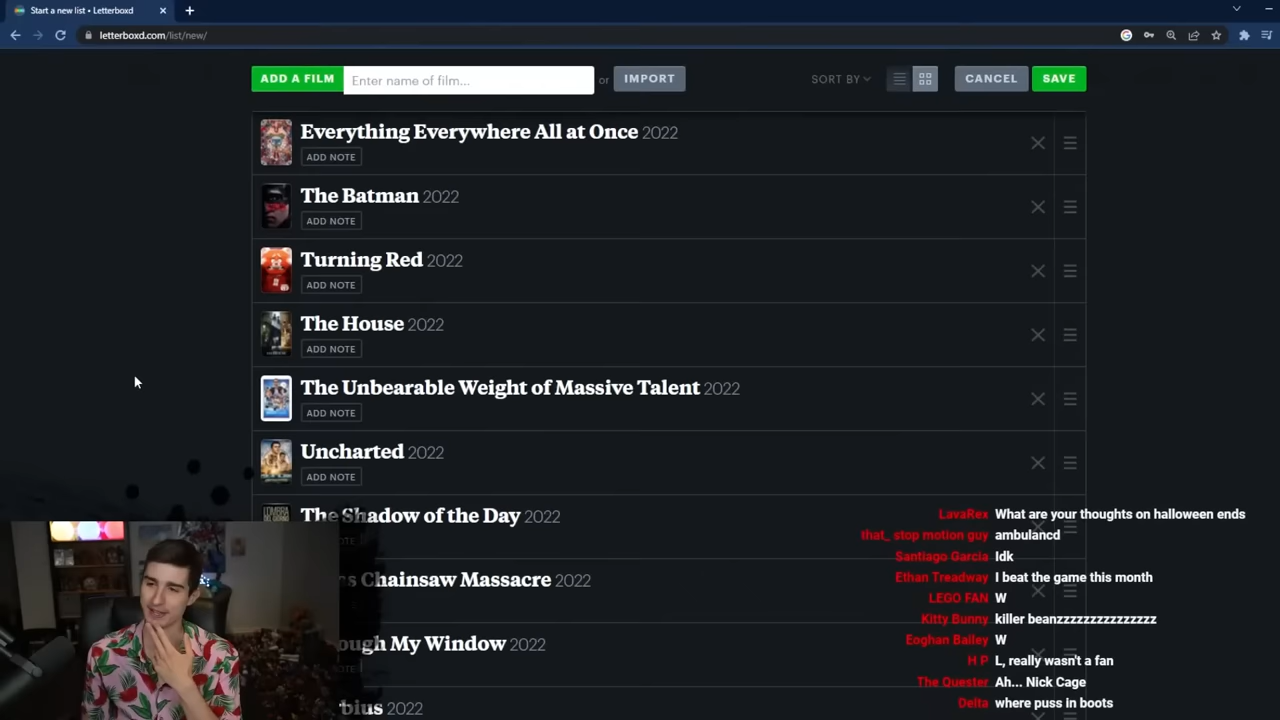 Start a new list • Letterboxd
letterboxd.com/list/new/
ADD A FILM
Enter name of film...
or
IMPORT
SORT BY
CANCEL
SAVE
Everything Everywhere All at Once 2022
ADD NOTE
The Batman 2022
ADD NOTE
Turning Red 2022
ADD NOTE
The House 2022
ADD NOTE
The Unbearable Weight of Massive Talent 2022
ADD NOTE
Uncharted 2022
ADD NOTE
The Shadow of the Day 2022
Chainsaw Massacre 2022
My Window 2022
2022
LavaRex What are your thoughts on halloween ends
that_ stop motion guy ambulancd
Santiago Garcia Idk
Ethan Treadway I beat the game this month
LEGO FAN W
Kitty Bunny killer beanzzzzzzzzzzzzzzz
Eoghan Bailey W
H P L, really wasn't a fan
The Quester Ah... Nick Cage
Delta where puss in boots